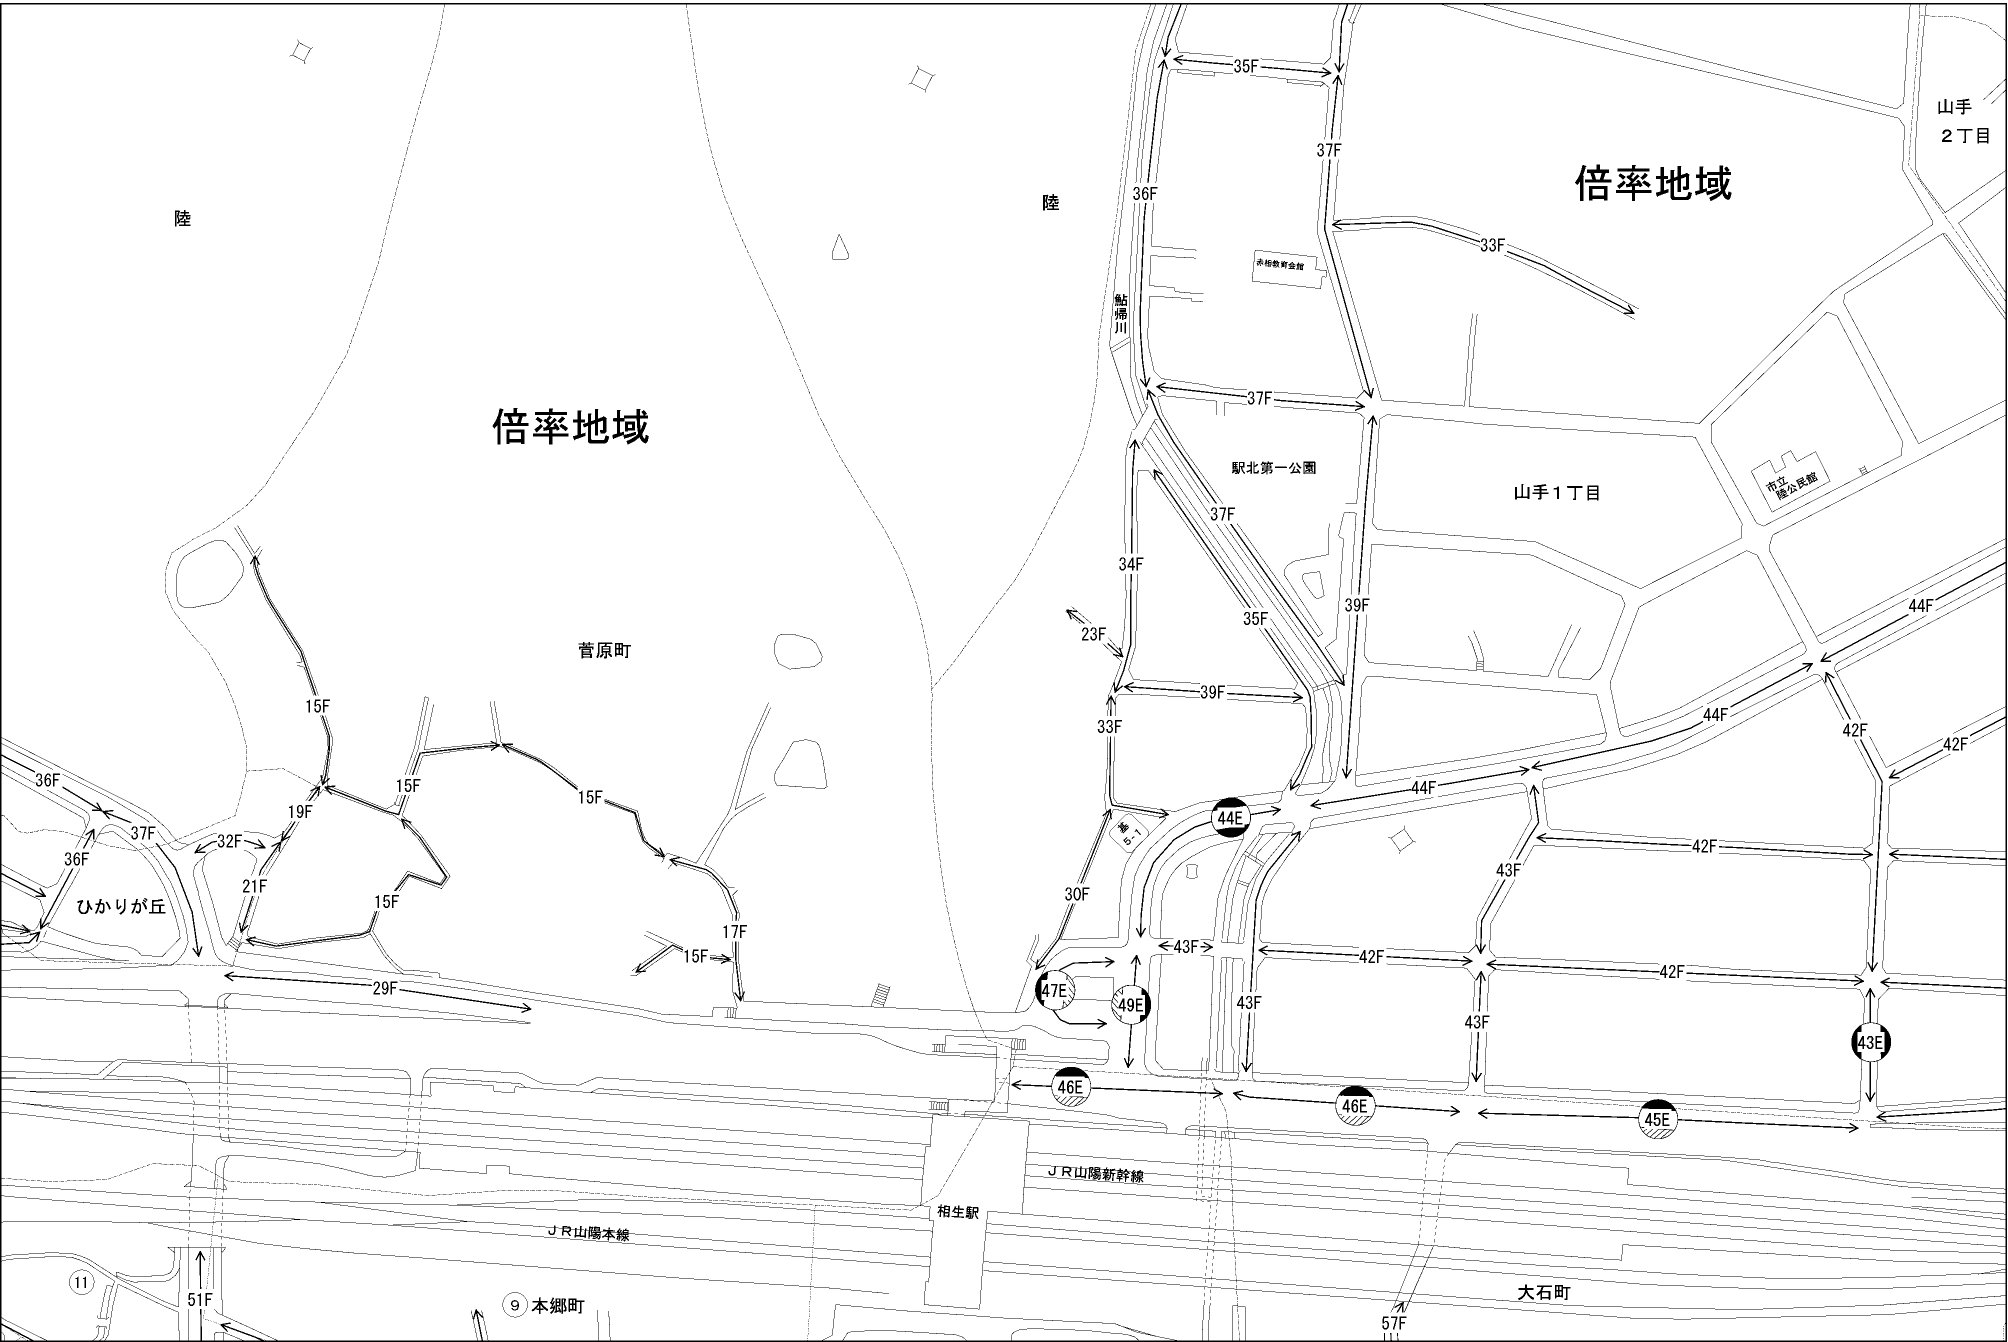 35F
山手
２丁目
37F
倍率地域
36F
陸
陸
33F
赤相教育会館
鮎帰川
37F
倍率地域
駅北第一公園
市立
陸公民館
山手１丁目
37F
34F
39F
44F
35F
23F
菅原町
39F
15F
44F
33F
42F
42F
36F
15F
15F
44F
19F
44E
37F
基
5-1
32F
42F
36F
43F
21F
30F
15F
ひかりが丘
17F
43F
15F
42F
42F
29F
47E
49E
43F
43F
43E
46E
46E
45E
ＪＲ山陽新幹線
相生駅
ＪＲ山陽本線
11
大石町
51F
9 本郷町
57F